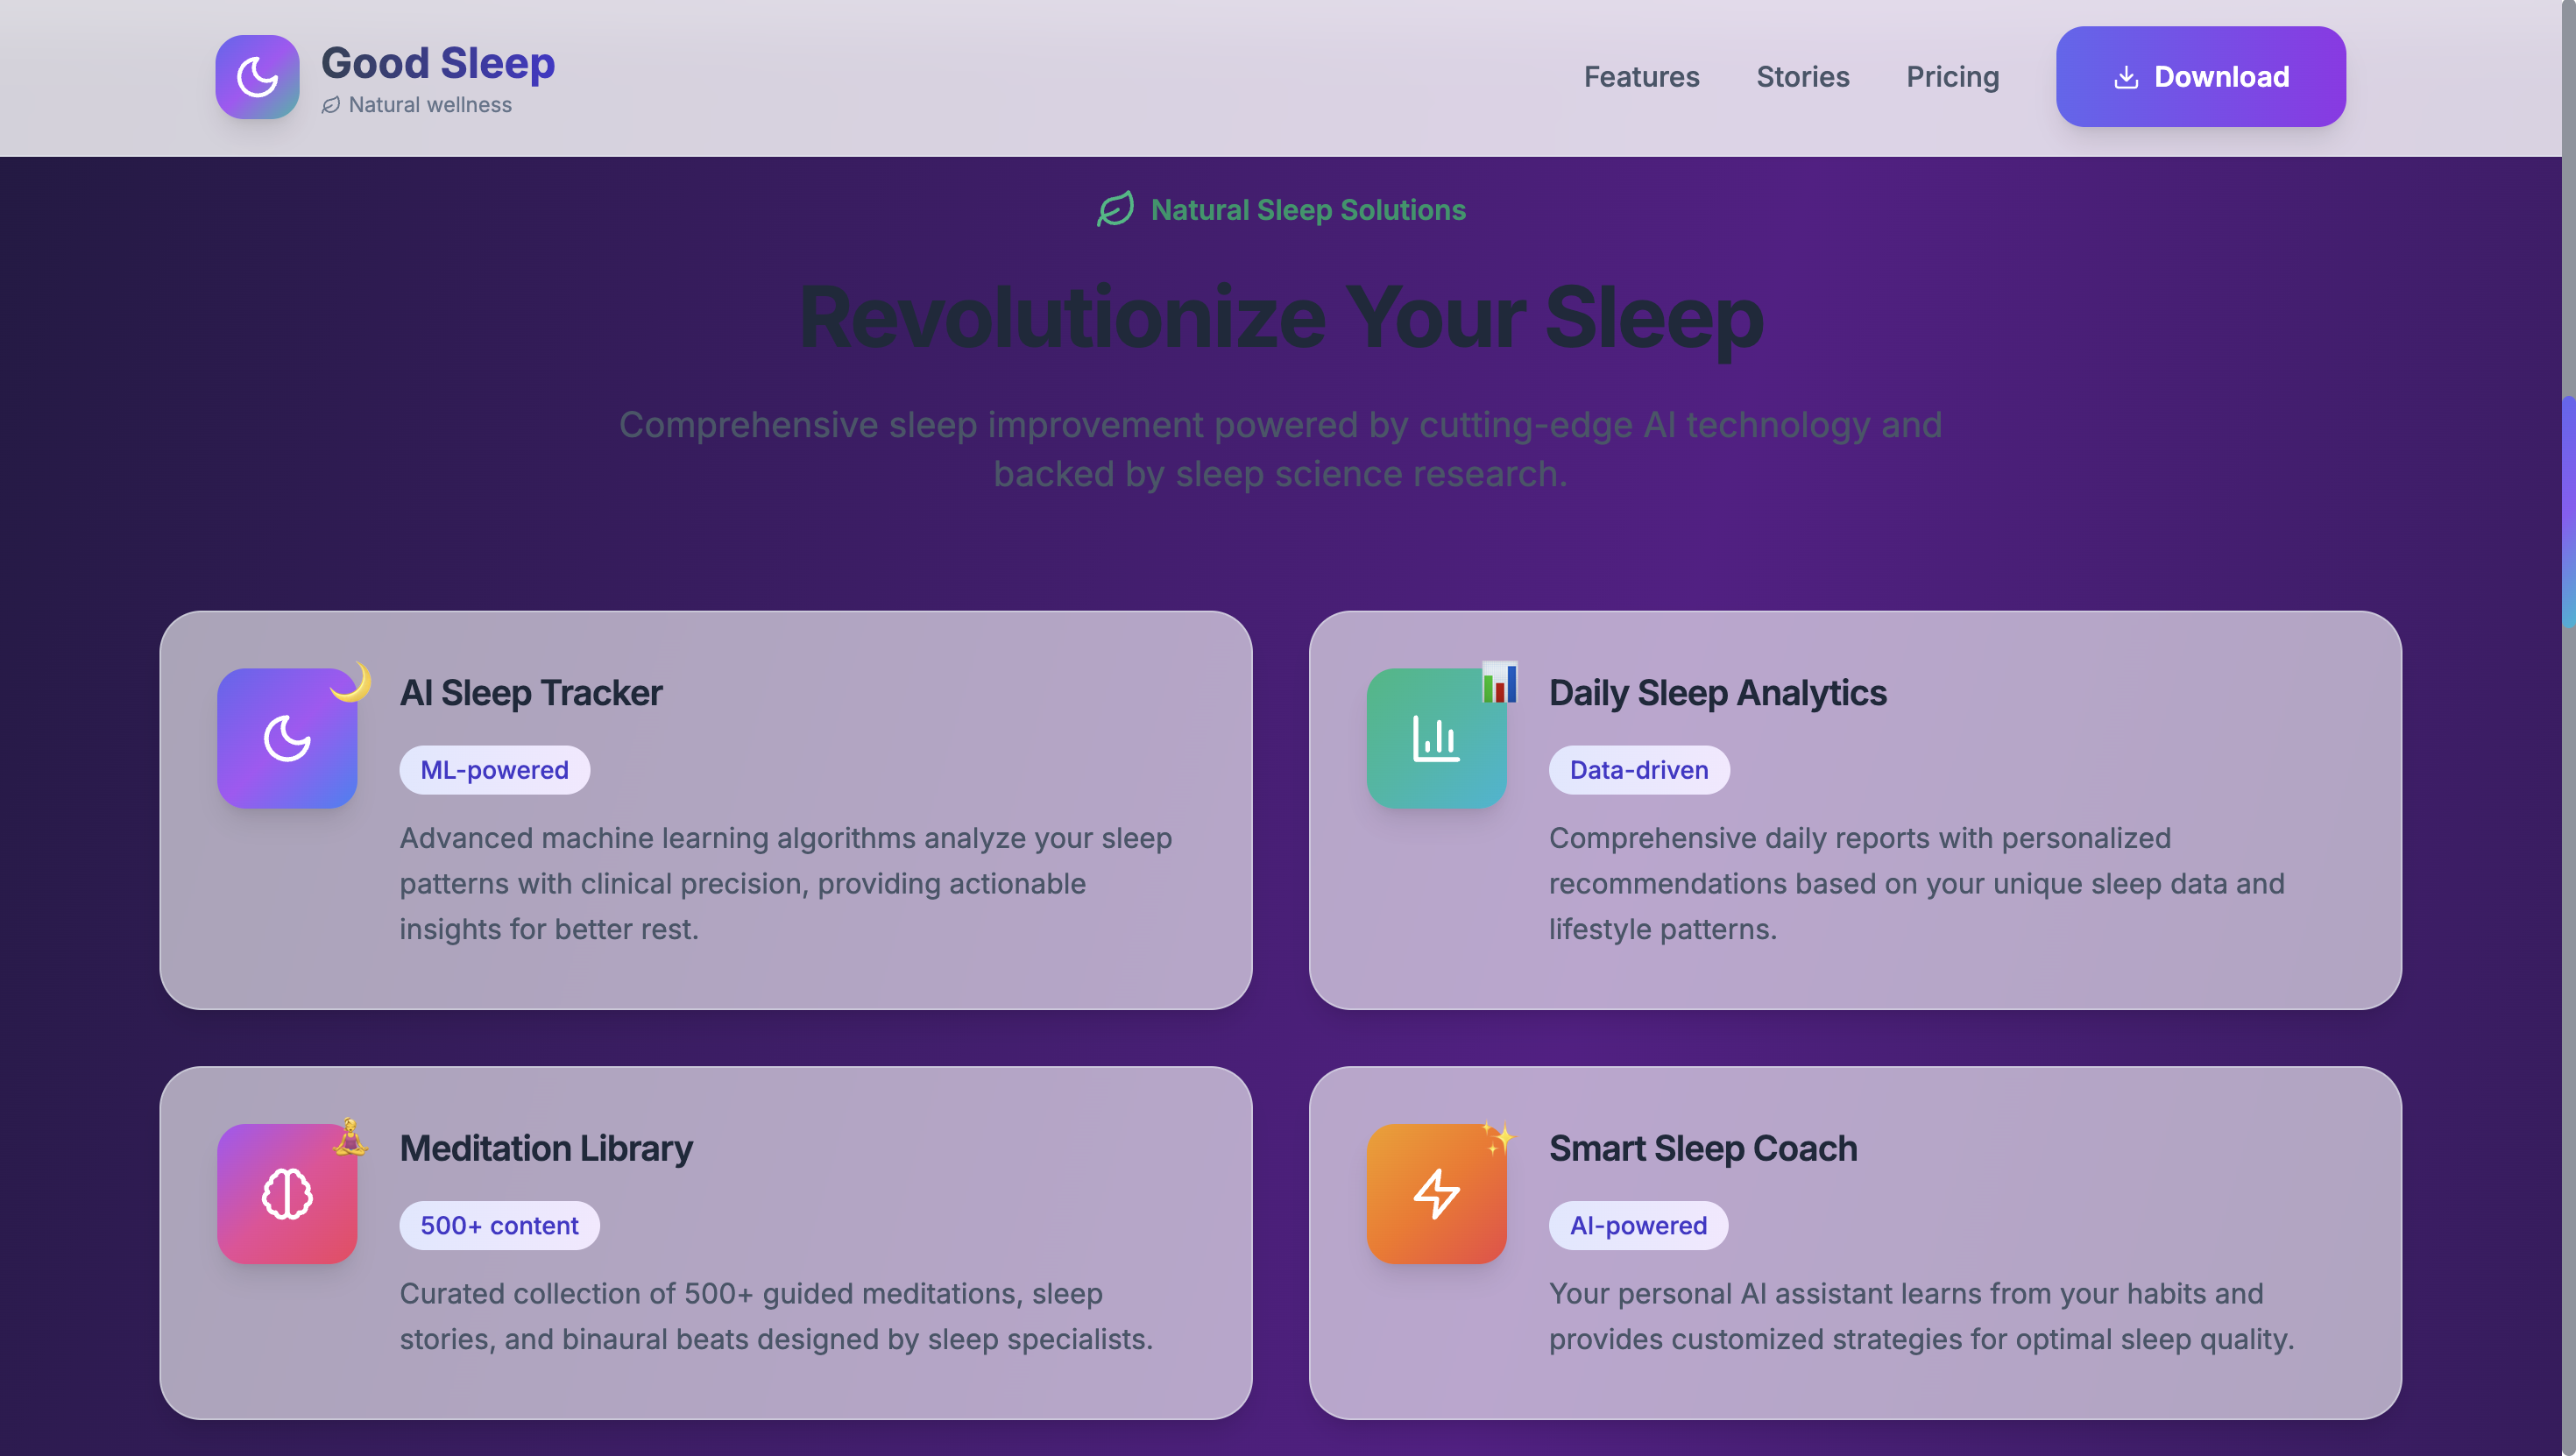 Good Sleep
Natural wellness
Features
Stories
Pricing
Download
Natural Sleep Solutions
Revolutionize Your Sleep
Comprehensive sleep improvement powered by cutting-edge AI technology and
backed by sleep science research.
AI Sleep Tracker
ML-powered
Advanced machine learning algorithms analyze your sleep
patterns with clinical precision, providing actionable
insights for better rest.
Daily Sleep Analytics
Data-driven
Comprehensive daily reports with personalized
recommendations based on your unique sleep data and
lifestyle patterns.
Meditation Library
500+ content
Curated collection of 500+ guided meditations, sleep
stories, and binaural beats designed by sleep specialists.
Smart Sleep Coach
AI-powered
Your personal AI assistant learns from your habits and
provides customized strategies for optimal sleep quality.